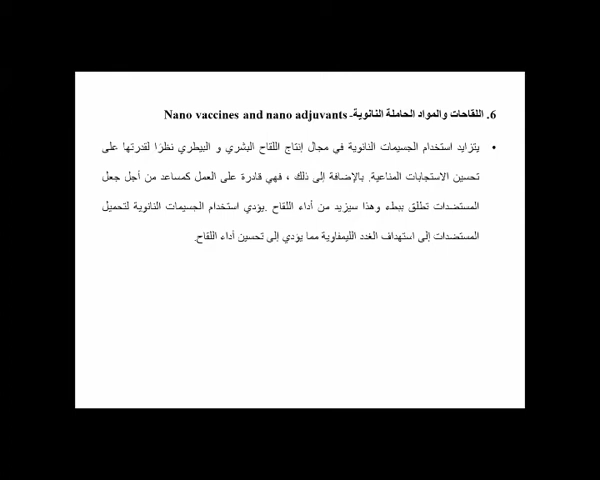 6. اللقاحات والمواد الحاملة النانوية- Nano vaccines and nano adjuvants
• يتزايد استخدام الجسيمات النانوية في مجال إنتاج اللقاح البشري و البيطري نظرًا لقدرتها على
تحسين الاستجابات المناعية. بالإضافة إلى ذلك ، فهي قادرة على العمل كمساعد من أجل جعل
المستضدات تطلق ببطء وهذا سيزيد من أداء اللقاح .يؤدي استخدام الجسيمات النانوية لتحميل
المستضدات إلى استهداف الغدد الليمفاوية مما يؤدي إلى تحسين أداء اللقاح.